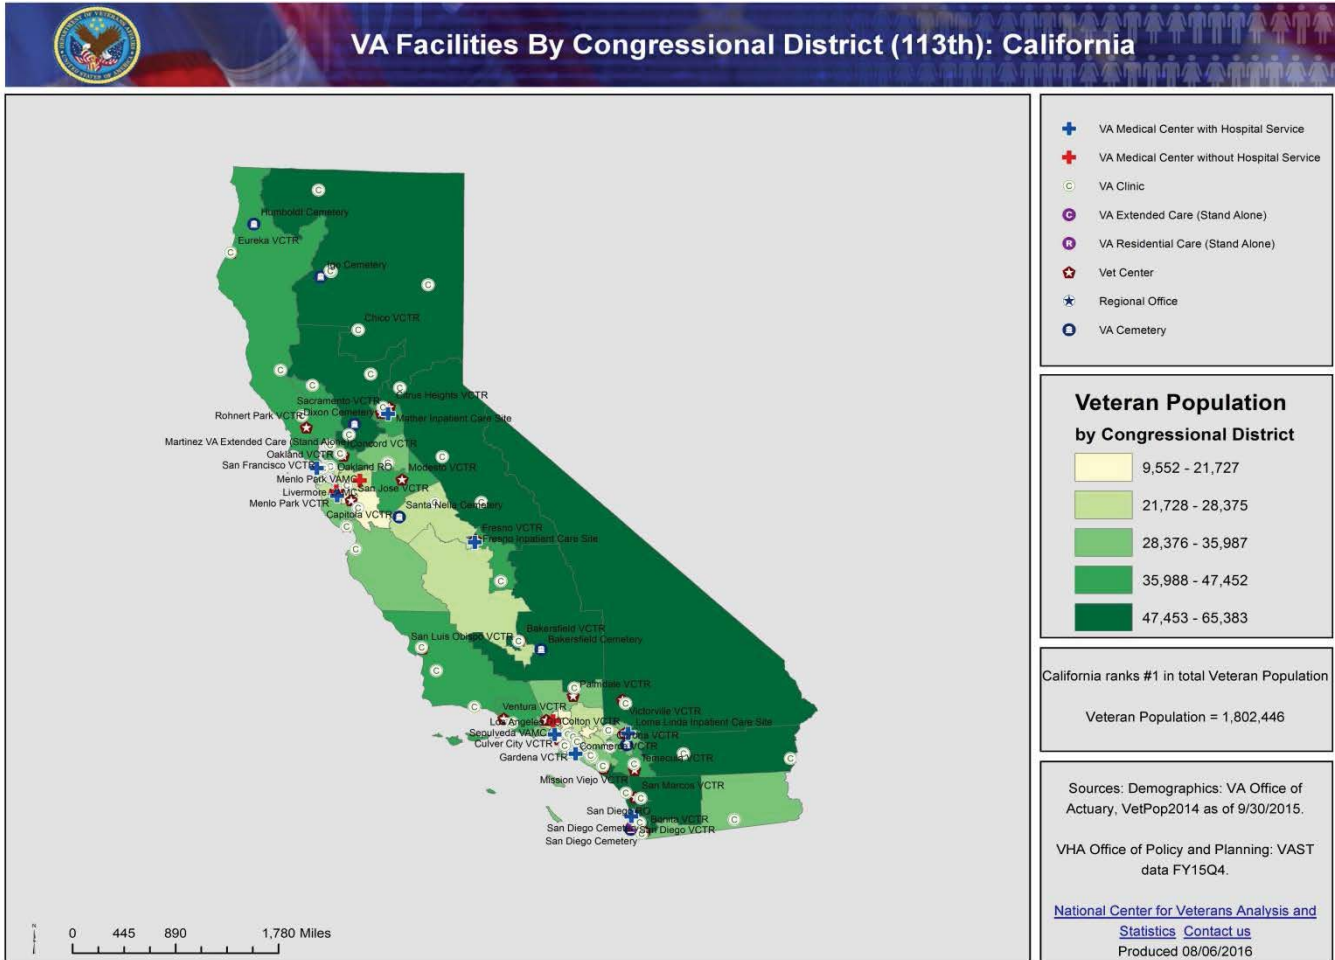 VA Facilities By Congressional District (113th): California
VA Medical Center with Hospital Service
VA Medical Center without Hospital Service
C VA Clinic
C VA Extended Care (Stand Alone)
R VA Residential Care (Stand Alone)
Vet Center
Regional Office
VA Cemetery
Veteran Population
by Congressional District
9,552 - 21,727
21,728 - 28,375
28,376 - 35,987
35,988 - 47,452
47,453 - 65,383
California ranks #1 in total Veteran Population
Veteran Population = 1,802,446
Sources: Demographics: VA Office of
Actuary, VetPop2014 as of 9/30/2015.
VHA Office of Policy and Planning: VAST
data FY15Q4.
National Center for Veterans Analysis and
Statistics Contact us
Produced 08/06/2016
Humboldt Cemetery
Eureka VCTR
Cemetery
Chico VCTR
Citrus Heights VCTR
Sacramento VCTR
Rohnert Park VCTR
Dixon Cemetery
Mather Inpatient Care Site
Martinez VA Extended Care (Stand Alone)
Concord VCTR
Oakland VCTR
San Francisco VCTR
Oakland RO
Modesto VCTR
Menlo Park VAMC
Livermore
San Jose VCTR
Menlo Park VCTR
Santa Nella Cemetery
Capitola VCTR
Fresno VCTR
Fresno Inpatient Care Site
Bakersfield VCTR
San Luis Obispo VCTR
Bakersfield Cemetery
Palmdale VCTR
Ventura VCTR
Victorville VCTR
Los Angeles
Colton VCTR
Loma Linda Inpatient Care Site
Sepulveda VAMC
Corona VCTR
Culver City VCTR
Commerce VCTR
Gardena VCTR
Temecula VCTR
Mission Viejo VCTR
San Marcos VCTR
San Diego RO
Bonita VCTR
San Diego Cemetery
San Diego VCTR
San Diego Cemetery
N
0 445 890 1,780 Miles